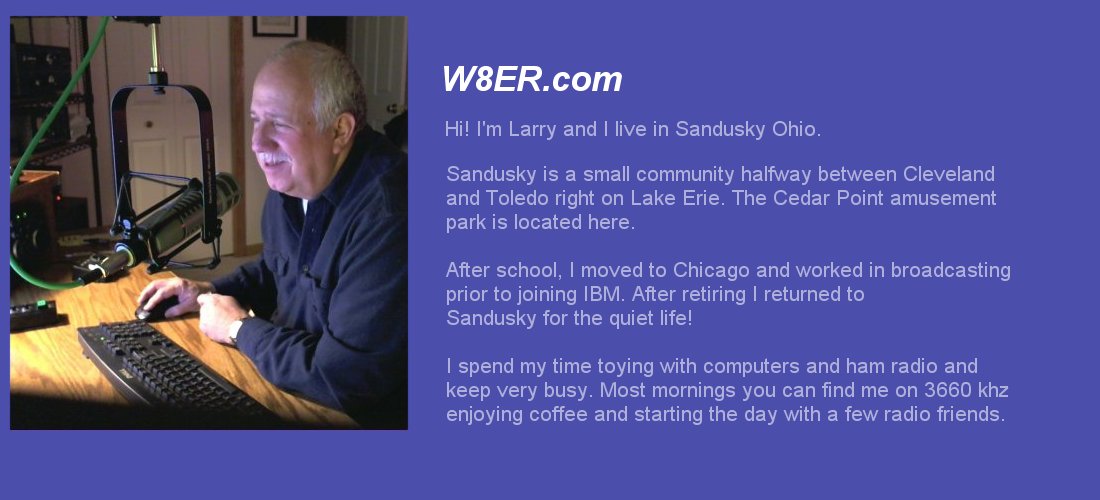 W8ER.com
Hi! I'm Larry and I live in Sandusky Ohio.
Sandusky is a small community halfway between Cleveland
and Toledo right on Lake Erie. The Cedar Point amusement
park is located here.
After school, I moved to Chicago and worked in broadcasting
prior to joining IBM. After retiring I returned to
Sandusky for the quiet life!
I spend my time toying with computers and ham radio and
keep very busy. Most mornings you can find me on 3660 khz
enjoying coffee and starting the day with a few radio friends.